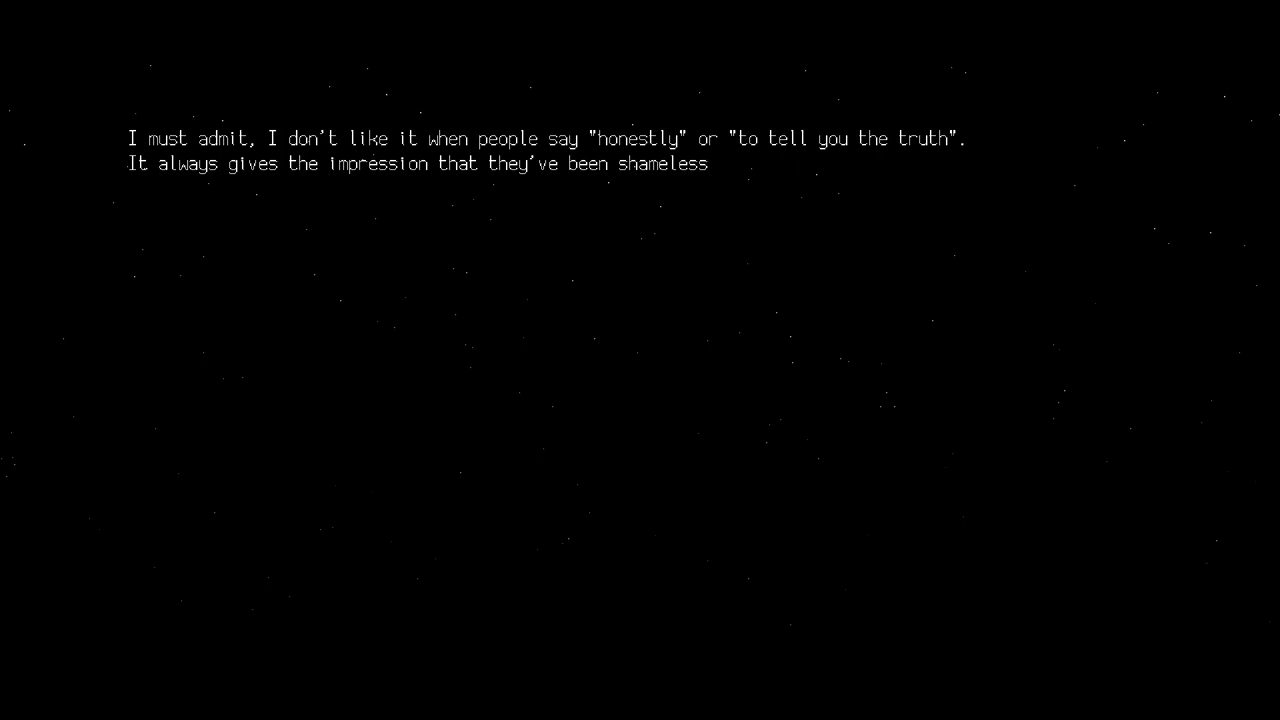 I must admit, I don't like it when people say "honestly" or "to tell you the truth".
It always gives the impression that they've been shameless